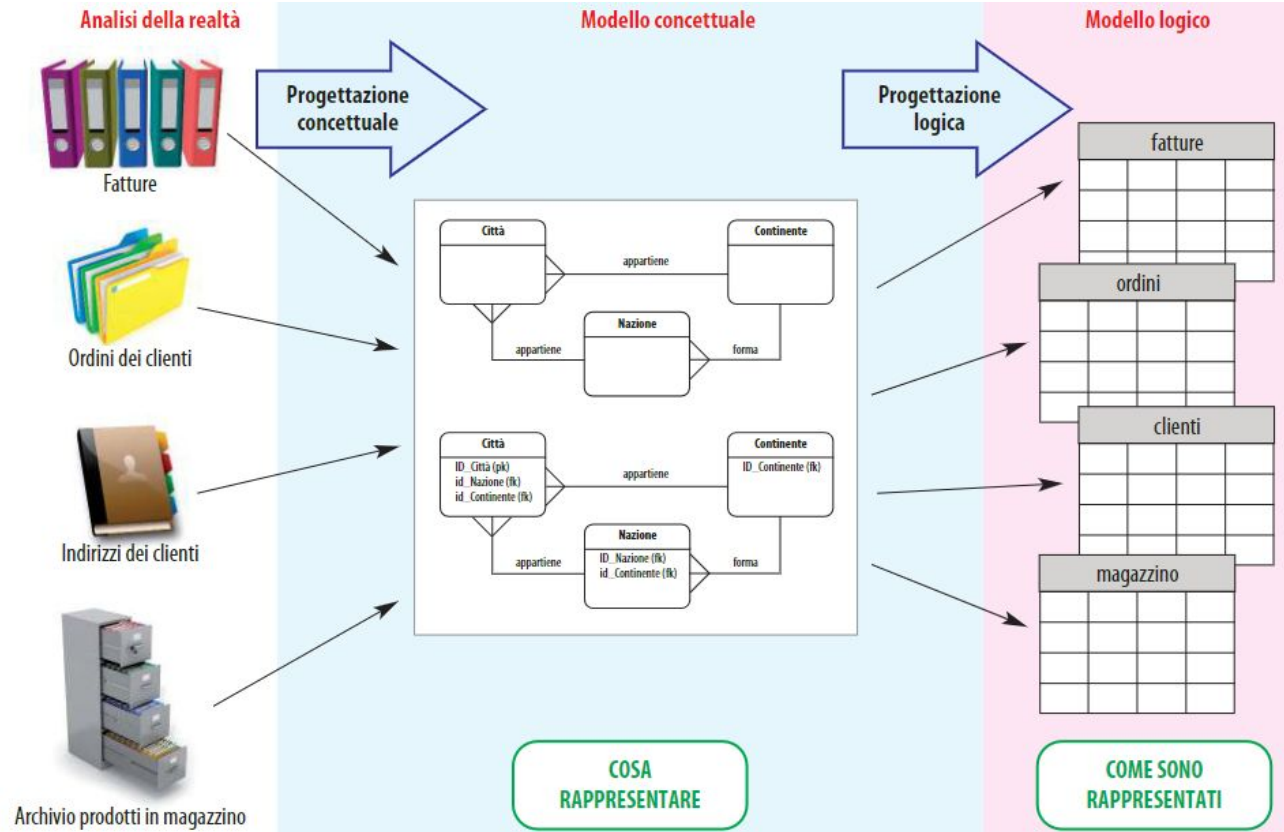 Analisi della realtà
Modello concettuale
Modello logico
Progettazione
concettuale
Progettazione
logica
Fatture
Ordini dei clienti
Indirizzi dei clienti
Archivio prodotti in magazzino
Città
Continente
appartiene
Nazione
appartiene
forma
Città
ID_Città (pk)
id_Nazione (fk)
id_Continente (fk)
Continente
ID_Continente (fk)
appartiene
Nazione
ID_Nazione (fk)
id_Continente (fk)
appartiene
forma
fatture
ordini
clienti
magazzino
COSA
RAPPRESENTARE
COME SONO
RAPPRESENTATI